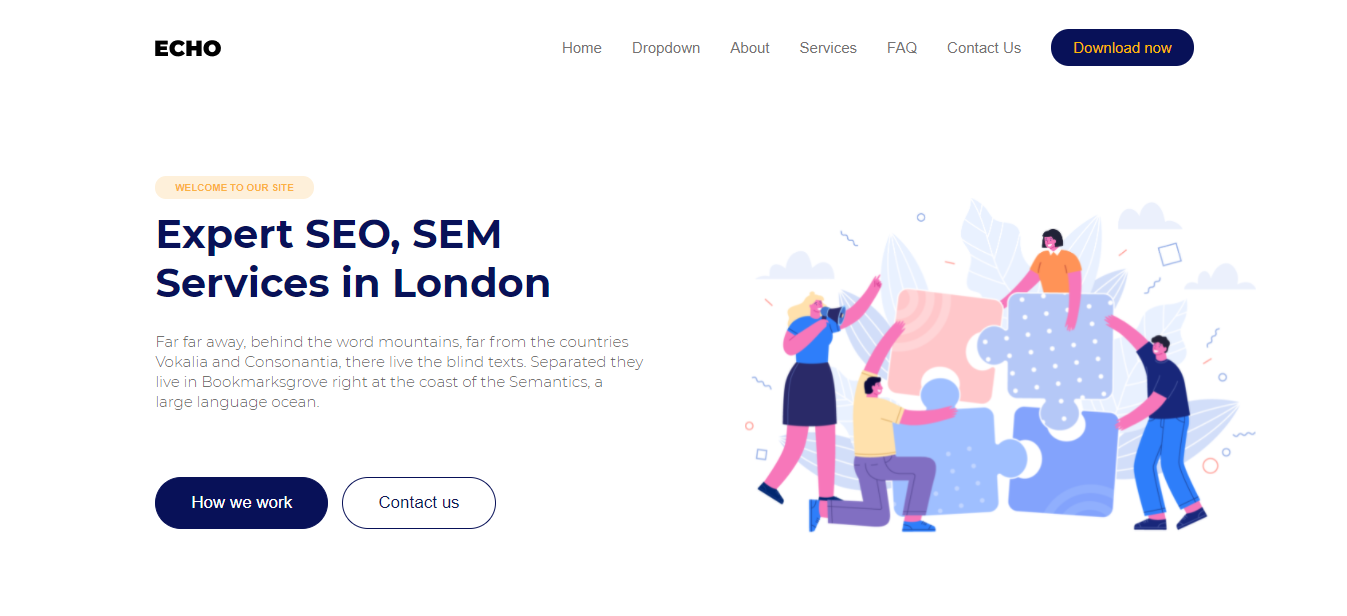 ECHO
Home Dropdown About Services FAQ Contact Us Download now
WELCOME TO OUR SITE
Expert SEO, SEM
Services in London
Far far away, behind the word mountains, far from the countries
Vokalia and Consonantia, there live the blind texts. Separated they
live in Bookmarksgrove right at the coast of the Semantics, a
large language ocean.
How we work Contact us